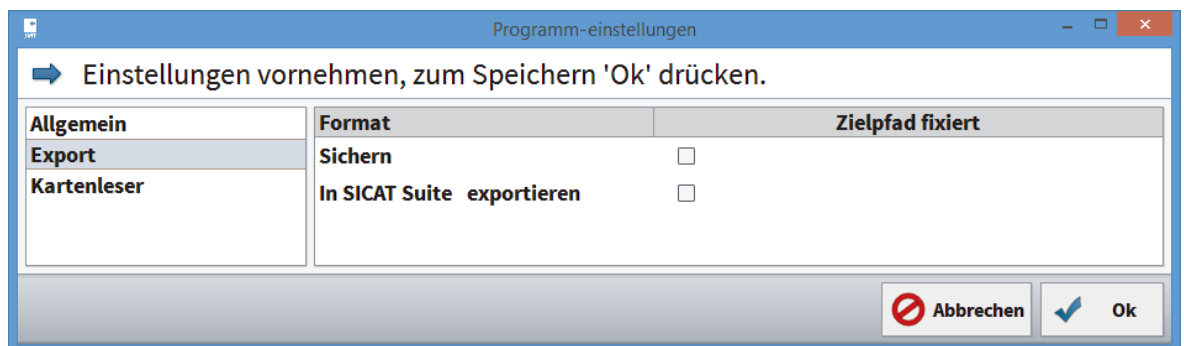 Programm-einstellungen
Einstellungen vornehmen, zum Speichern 'Ok' drücken.
Allgemein
Export
Kartenleser
Format Zielpfad fixiert
Sichern
In SICAT Suite exportieren
Abbrechen Ok